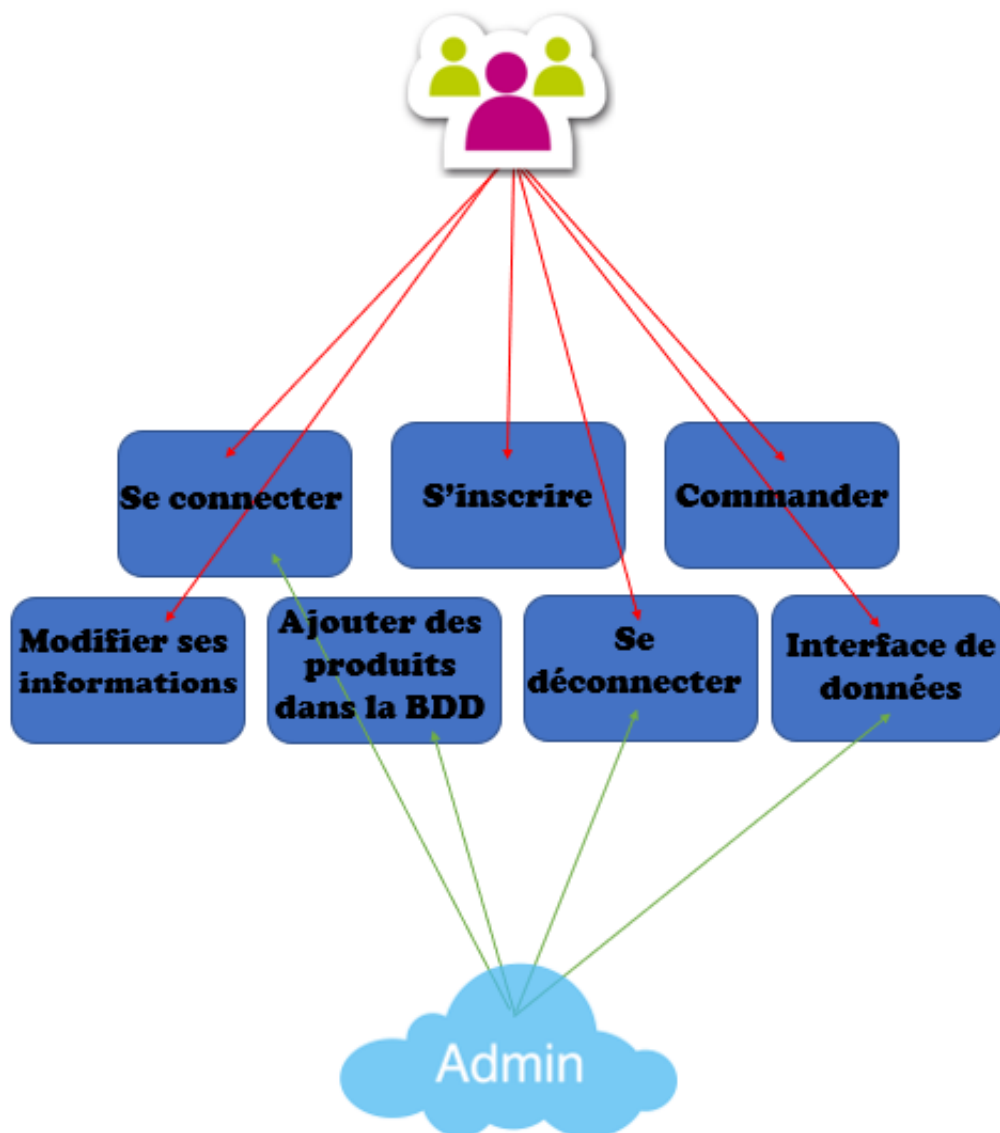 Se connecter
S'inscrire
Commander
Modifier ses
informations
Ajouter des
produits
dans la BDD
Se
déconnecter
Interface de
données
Admin